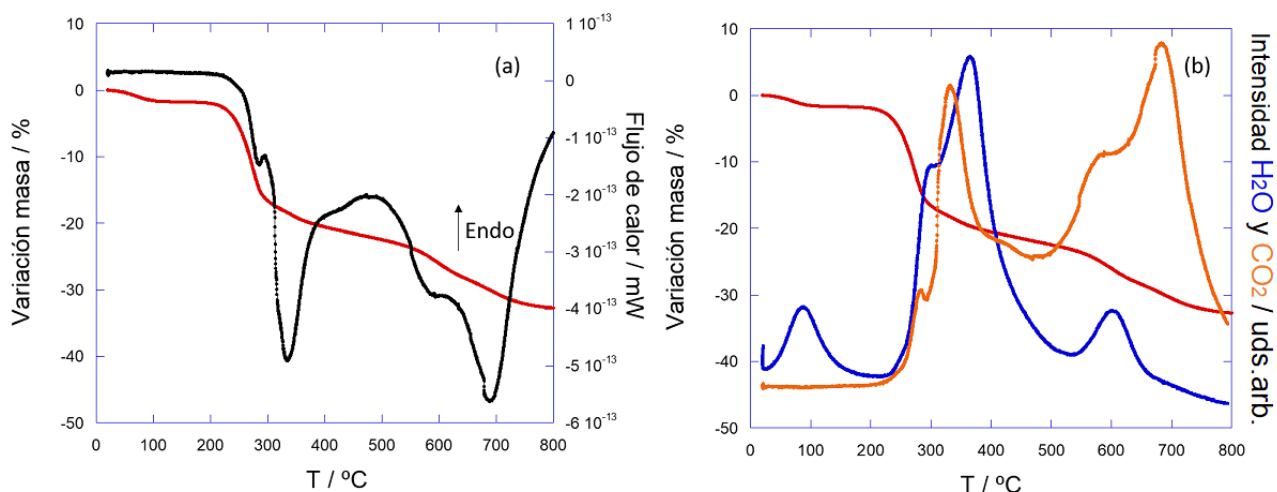 (a)
10
0
-10
-20
-30
-40
-50
Variación masa / %
1 10⁻¹³
0
-1 10⁻¹³
-2 10⁻¹³
-3 10⁻¹³
-4 10⁻¹³
-5 10⁻¹³
-6 10⁻¹³
Flujo de calor / mW
Endo
0 100 200 300 400 500 600 700 800
T / ºC
(b)
10
0
-10
-20
-30
-40
-50
Variación masa / %
Intensidad H₂O y CO₂ / uds.arb.
0 100 200 300 400 500 600 700 800
T / ºC